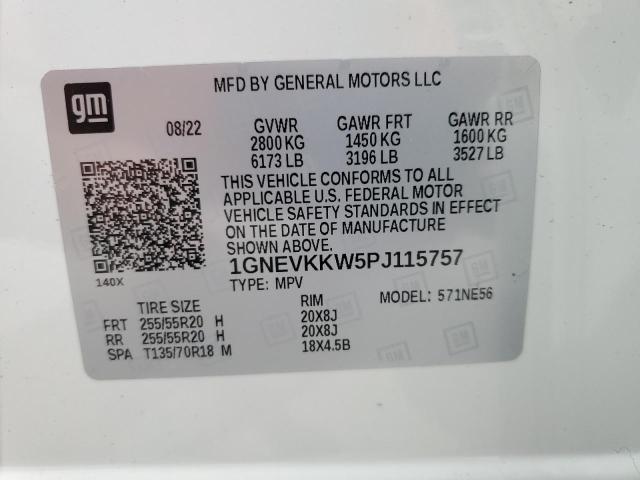 gm
MFD BY GENERAL MOTORS LLC
08/22 GVWR GAWR FRT GAWR RR
2800 KG 1450 KG 1600 KG
6173 LB 3196 LB 3527 LB
THIS VEHICLE CONFORMS TO ALL
APPLICABLE U.S. FEDERAL MOTOR
VEHICLE SAFETY STANDARDS IN EFFECT
ON THE DATE OF MANUFACTURE
SHOWN ABOVE.
140X 1GNEVKKW5PJ115757
TYPE: MPV MODEL: 571NE56
TIRE SIZE RIM
FRT 255/55R20 H 20X8J
RR 255/55R20 H 20X8J
SPA T135/70R18 M 18X4.5B